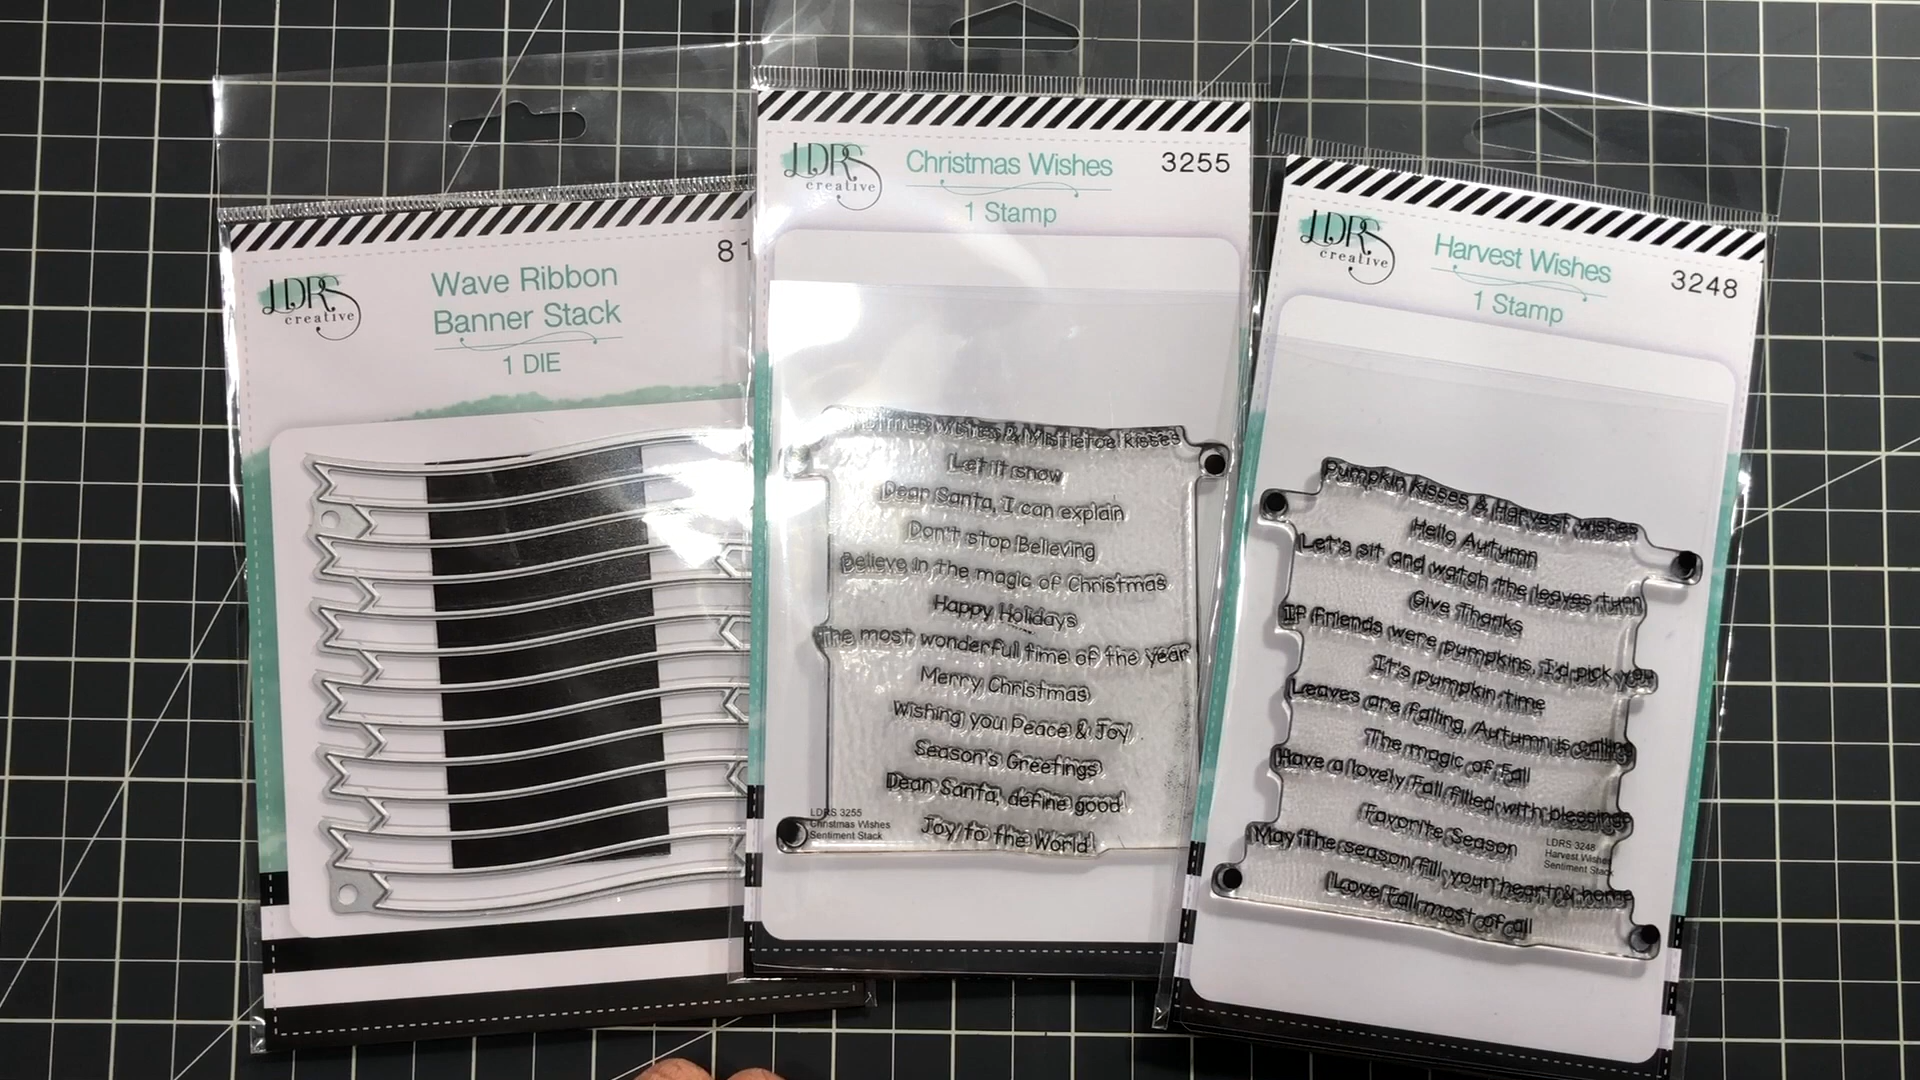 LDRS
creative
Wave Ribbon
Banner Stack
1 DIE
81
LDRS
creative
Christmas Wishes
1 Stamp
3255
& Mistletoe kisses
Let it snow
Dear Santa, I can explain
Don't stop Believing
Believe in the magic of Christmas
Happy Holidays
The most wonderful time of the year
Merry Christmas
Wishing you Peace & Joy
Season's Greetings
Dear Santa, define good
Joy to the World
LDRS 3255
Christmas Wishes
Sentiment Stack
LDRS
creative
Harvest Wishes
1 Stamp
3248
Pumpkin kisses & Harvest wishes
Hello Autumn
Let's sit and watch the leaves turn
Give Thanks
If friends were pumpkins, I'd pick you
It's pumpkin time
Leaves are falling, Autumn is calling
The magic of Fall
Have a lovely Fall filled with blessings
Favorite Season
May the season fill your heart & home
I Love Fall most of all
LDRS 3248
Harvest Wishes
Sentiment Stack